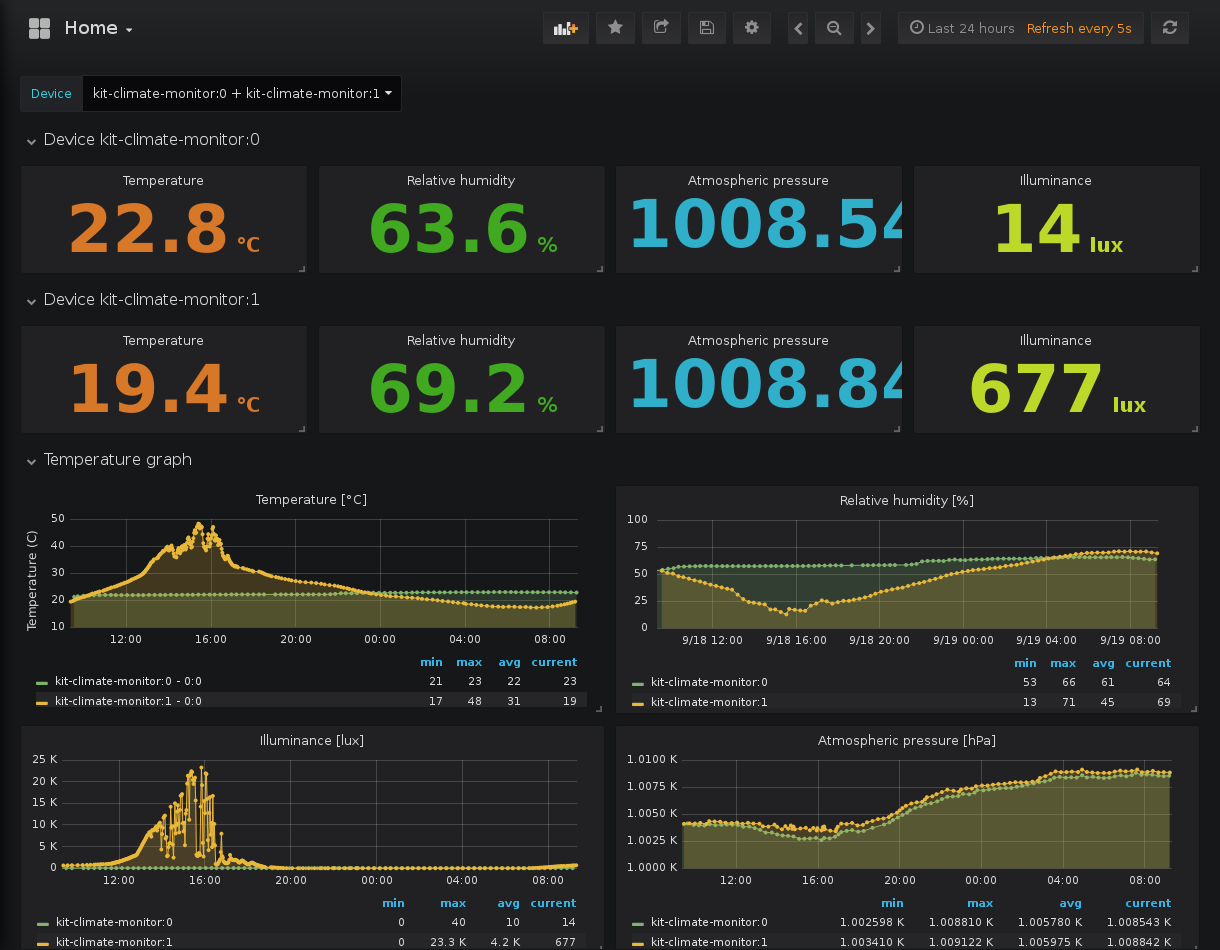 Home
Last 24 hours Refresh every 5s
Device kit-climate-monitor:0 + kit-climate-monitor:1
Device kit-climate-monitor:0
Temperature Relative humidity Atmospheric pressure Illuminance
22.8 °C 63.6 % 1008.54 14 lux
Device kit-climate-monitor:1
Temperature Relative humidity Atmospheric pressure Illuminance
19.4 °C 69.2 % 1008.84 677 lux
Temperature graph
Temperature [°C]
Temperature (C)
50
40
30
20
10
12:00 16:00 20:00 00:00 04:00 08:00
min max avg current
kit-climate-monitor:0 - 0:0 21 23 22 23
kit-climate-monitor:1 - 0:0 17 48 31 19
Relative humidity [%]
100
75
50
25
0
9/18 12:00 9/18 16:00 9/18 20:00 9/19 00:00 9/19 04:00 9/19 08:00
min max avg current
kit-climate-monitor:0 53 66 61 64
kit-climate-monitor:1 13 71 45 69
Illuminance [lux]
25 K
20 K
15 K
10 K
5 K
0
12:00 16:00 20:00 00:00 04:00 08:00
min max avg current
kit-climate-monitor:0 0 40 10 14
kit-climate-monitor:1 0 23.3 K 4.2 K 677
Atmospheric pressure [hPa]
1.0100 K
1.0075 K
1.0050 K
1.0025 K
1.0000 K
12:00 16:00 20:00 00:00 04:00 08:00
min max avg current
kit-climate-monitor:0 1.002598 K 1.008810 K 1.005780 K 1.008543 K
kit-climate-monitor:1 1.003410 K 1.009122 K 1.005975 K 1.008842 K